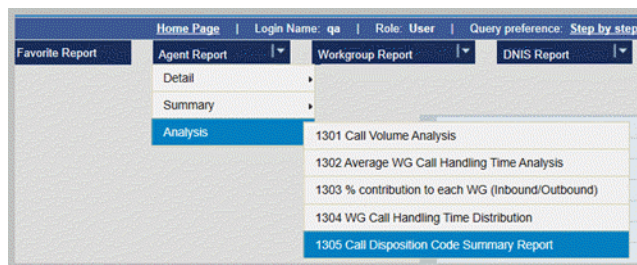 Home Page | Login Name: qa | Role: User | Query preference: Step by step
Favorite Report Agent Report Workgroup Report DNIS Report
Detail
Summary
Analysis
1301 Call Volume Analysis
1302 Average WG Call Handling Time Analysis
1303 % contribution to each WG (Inbound/Outbound)
1304 WG Call Handling Time Distribution
1305 Call Disposition Code Summary Report